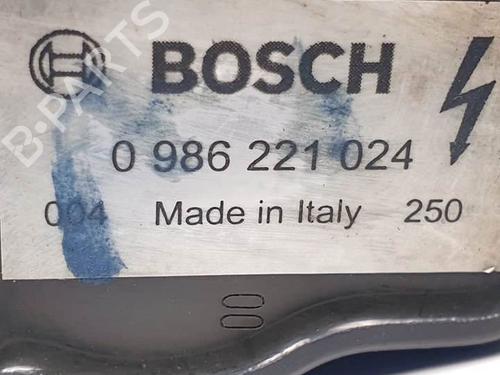 BOSCH
0 986 221 024
004 Made in Italy 250
B-PARTS